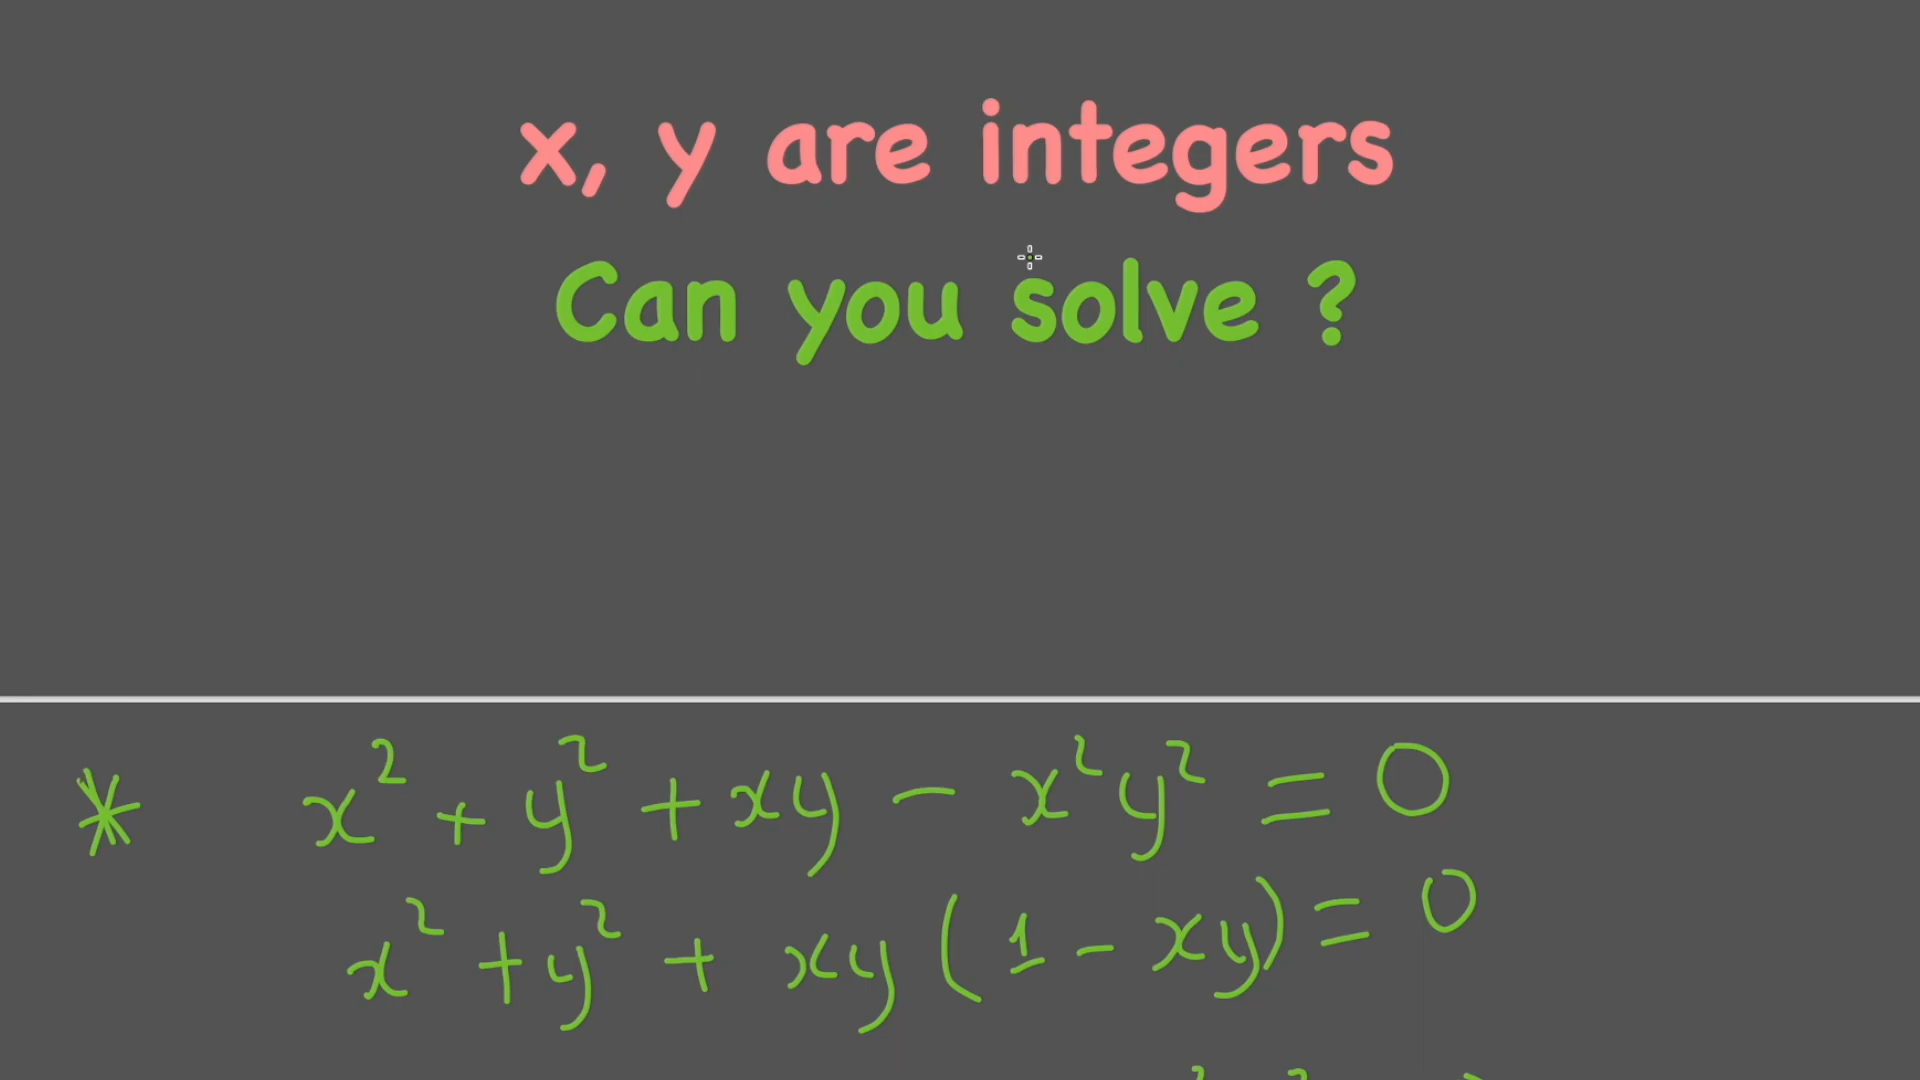 x, y are integers
Can you solve ?
* x² + y² + xy - x²y² = 0
x² + y² + xy (1 - xy) = 0